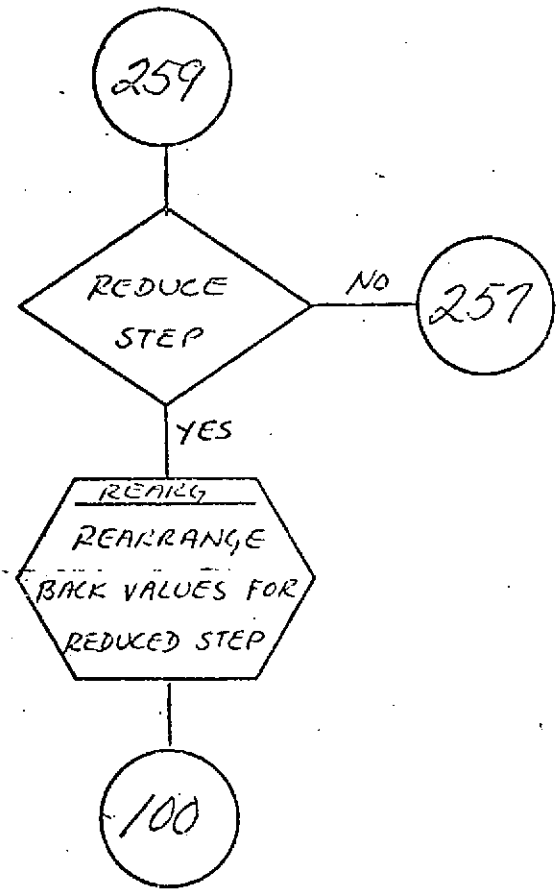 259
REDUCE
STEP
NO
257
YES
REARG
REARRANGE
BACK VALUES FOR
REDUCED STEP
100